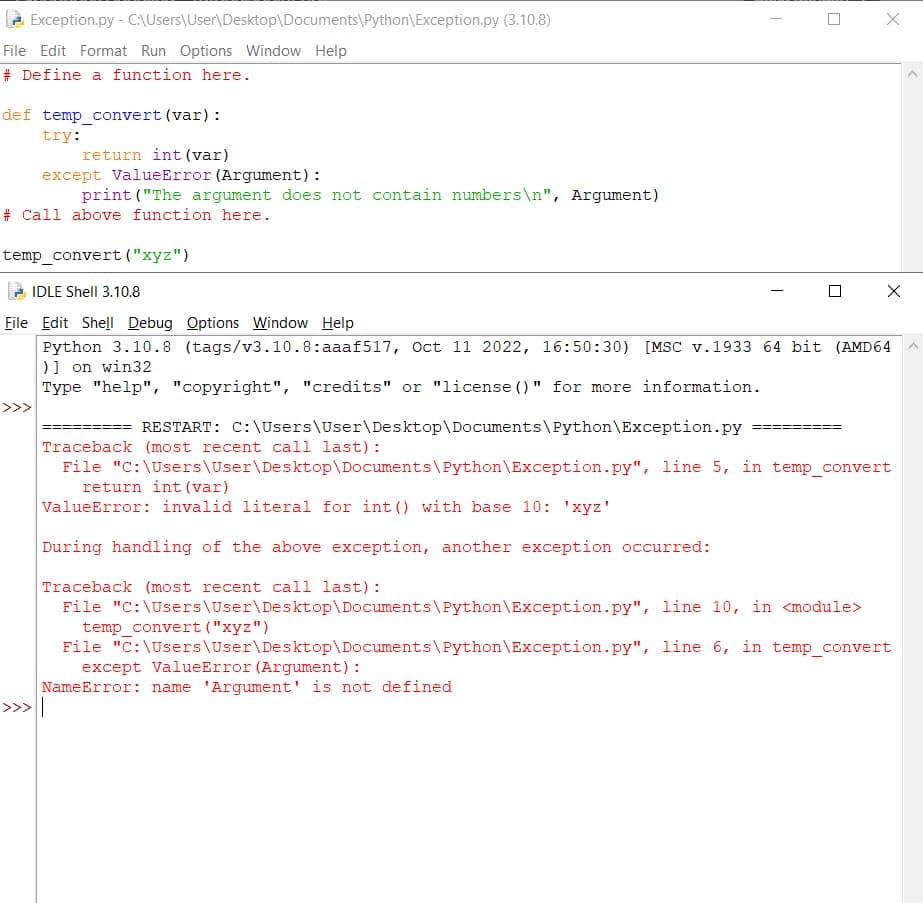 Exception.py - C:\Users\User\Desktop\Documents\Python\Exception.py (3.10.8)
File Edit Format Run Options Window Help
# Define a function here.
def temp_convert(var):
    try:
        return int(var)
    except ValueError(Argument):
        print("The argument does not contain numbers\n", Argument)
# Call above function here.
temp_convert("xyz")
IDLE Shell 3.10.8
File Edit Shell Debug Options Window Help
Python 3.10.8 (tags/v3.10.8:aaaf517, Oct 11 2022, 16:50:30) [MSC v.1933 64 bit (AMD64
)] on win32
Type "help", "copyright", "credits" or "license()" for more information.
>>>
========= RESTART: C:\Users\User\Desktop\Documents\Python\Exception.py =========
Traceback (most recent call last):
  File "C:\Users\User\Desktop\Documents\Python\Exception.py", line 5, in temp_convert
    return int(var)
ValueError: invalid literal for int() with base 10: 'xyz'
During handling of the above exception, another exception occurred:
Traceback (most recent call last):
  File "C:\Users\User\Desktop\Documents\Python\Exception.py", line 10, in <module>
    temp_convert("xyz")
  File "C:\Users\User\Desktop\Documents\Python\Exception.py", line 6, in temp_convert
    except ValueError(Argument):
NameError: name 'Argument' is not defined
>>>